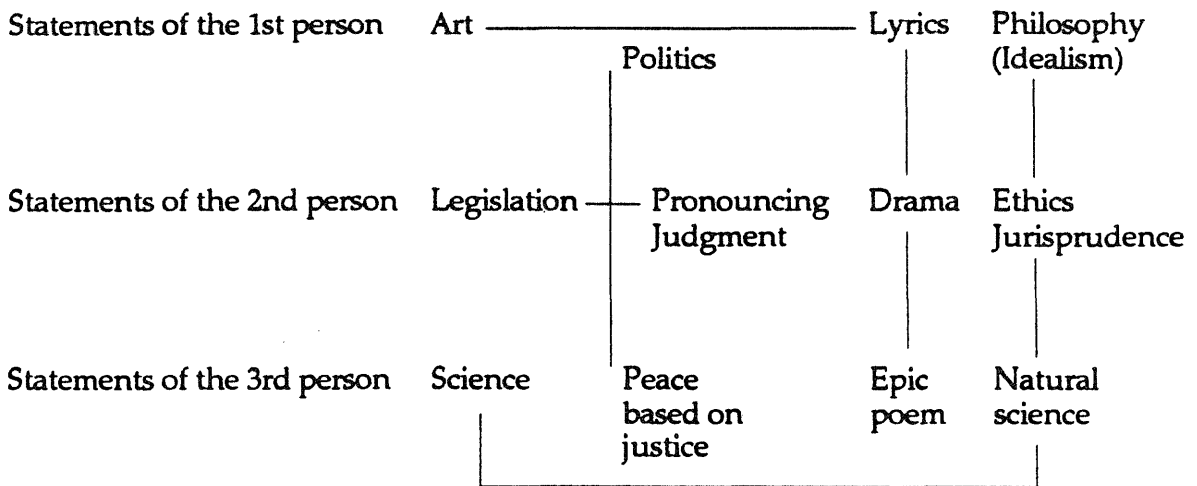 Statements of the 1st person Art Lyrics Philosophy
Politics (Idealism)
Statements of the 2nd person Legislation Pronouncing Drama Ethics
Judgment Jurisprudence
Statements of the 3rd person Science Peace Epic Natural
based on poem science
justice